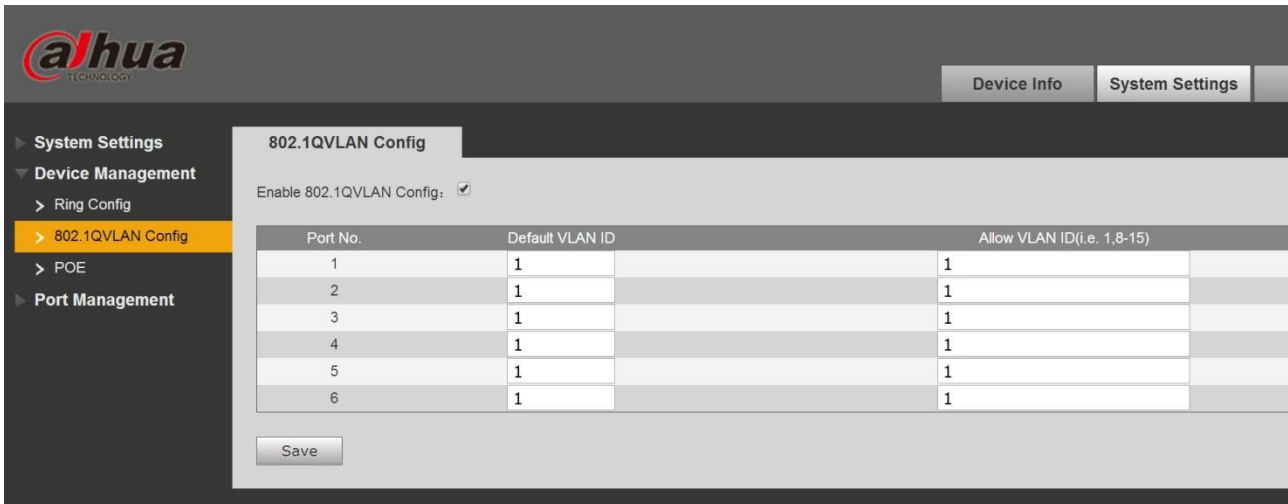 alhua
TECHNOLOGY
Device Info
System Settings
System Settings
Device Management
Ring Config
802.1QVLAN Config
POE
Port Management
802.1QVLAN Config
Enable 802.1QVLAN Config:
Port No. Default VLAN ID Allow VLAN ID(i.e. 1,8-15)
1 1 1
2 1 1
3 1 1
4 1 1
5 1 1
6 1 1
Save